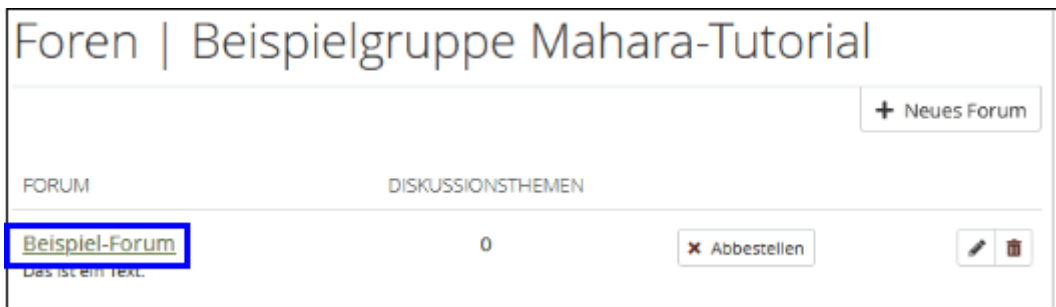 Foren | Beispielgruppe Mahara-Tutorial
+ Neues Forum
FORUM DISKUSSIONSTHEMEN
Beispiel-Forum 0 × Abbestellen
Das ist ein Text.